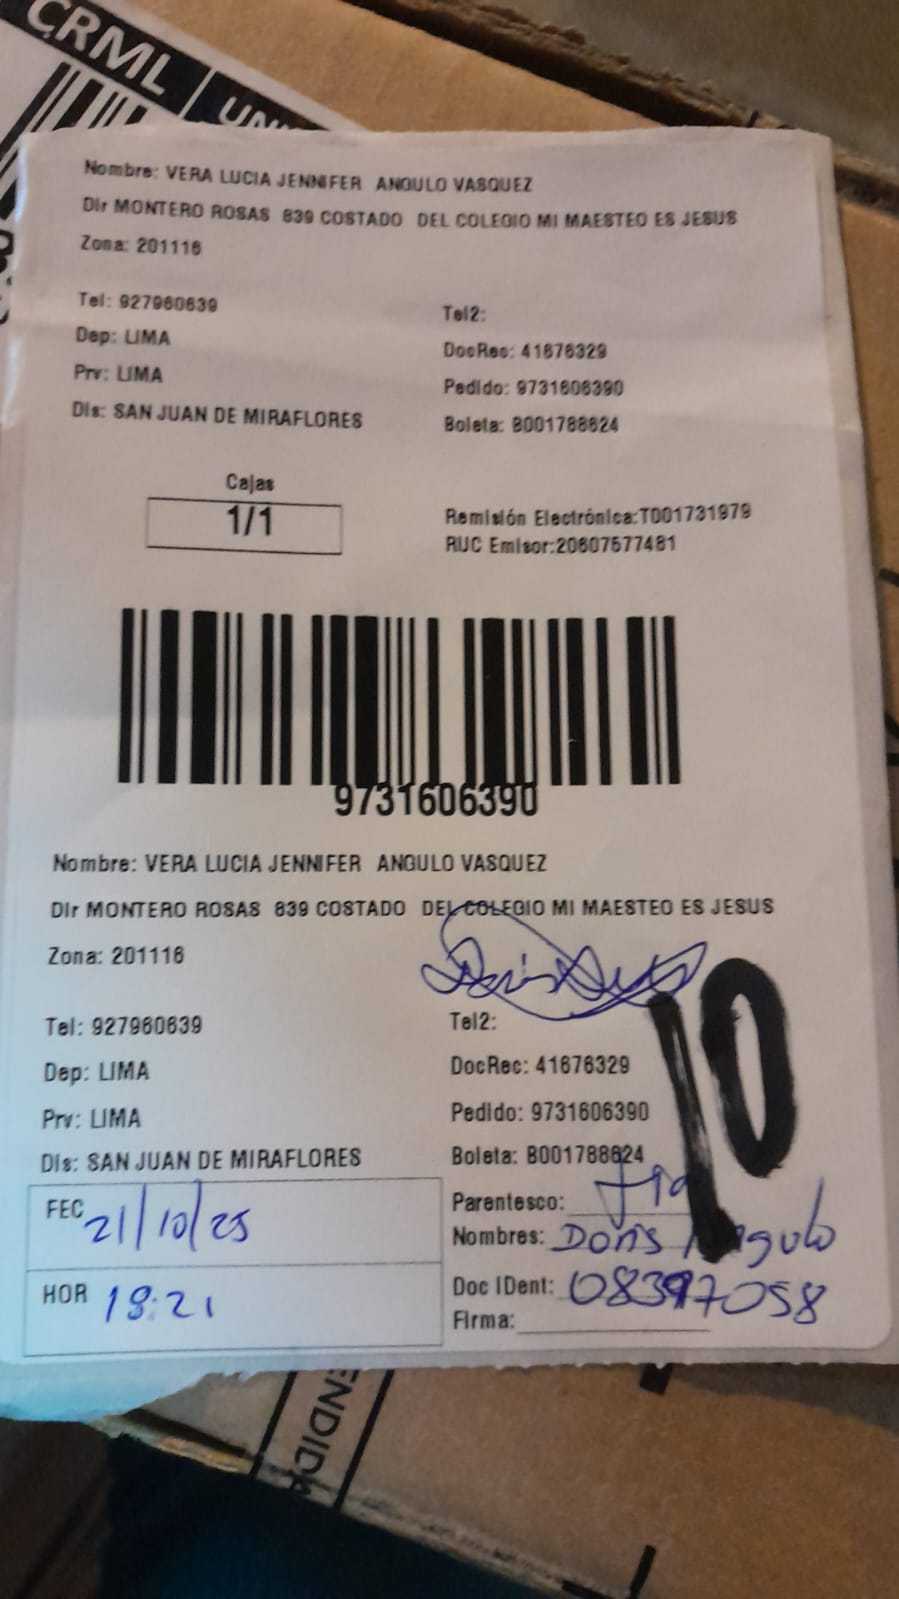 CRML
Nombre: VERA LUCIA JENNIFER ANGULO VASQUEZ
Dir MONTERO ROSAS 839 COSTADO DEL COLEGIO MI MAESTEO ES JESUS
Zona: 201116
Tel: 927960639 Tel2:
Dep: LIMA DocRec: 41676329
Prv: LIMA Pedido: 9731606390
Dis: SAN JUAN DE MIRAFLORES Boleta: B001788624
Cajas
1/1
Remisión Electrónica:T001731979
RUC Emisor:20607577481
9731606390
Nombre: VERA LUCIA JENNIFER ANGULO VASQUEZ
Dir MONTERO ROSAS 839 COSTADO DEL COLEGIO MI MAESTEO ES JESUS
Zona: 201116
Tel: 927960639 Tel2:
Dep: LIMA DocRec: 41676329
Prv: LIMA Pedido: 9731606390
Dis: SAN JUAN DE MIRAFLORES Boleta: B001788624
10
FEC 21/10/25 Parentesco: tia
Nombres: Doris Angulo
HOR 18:21 Doc IDent: 08397058
Firma: